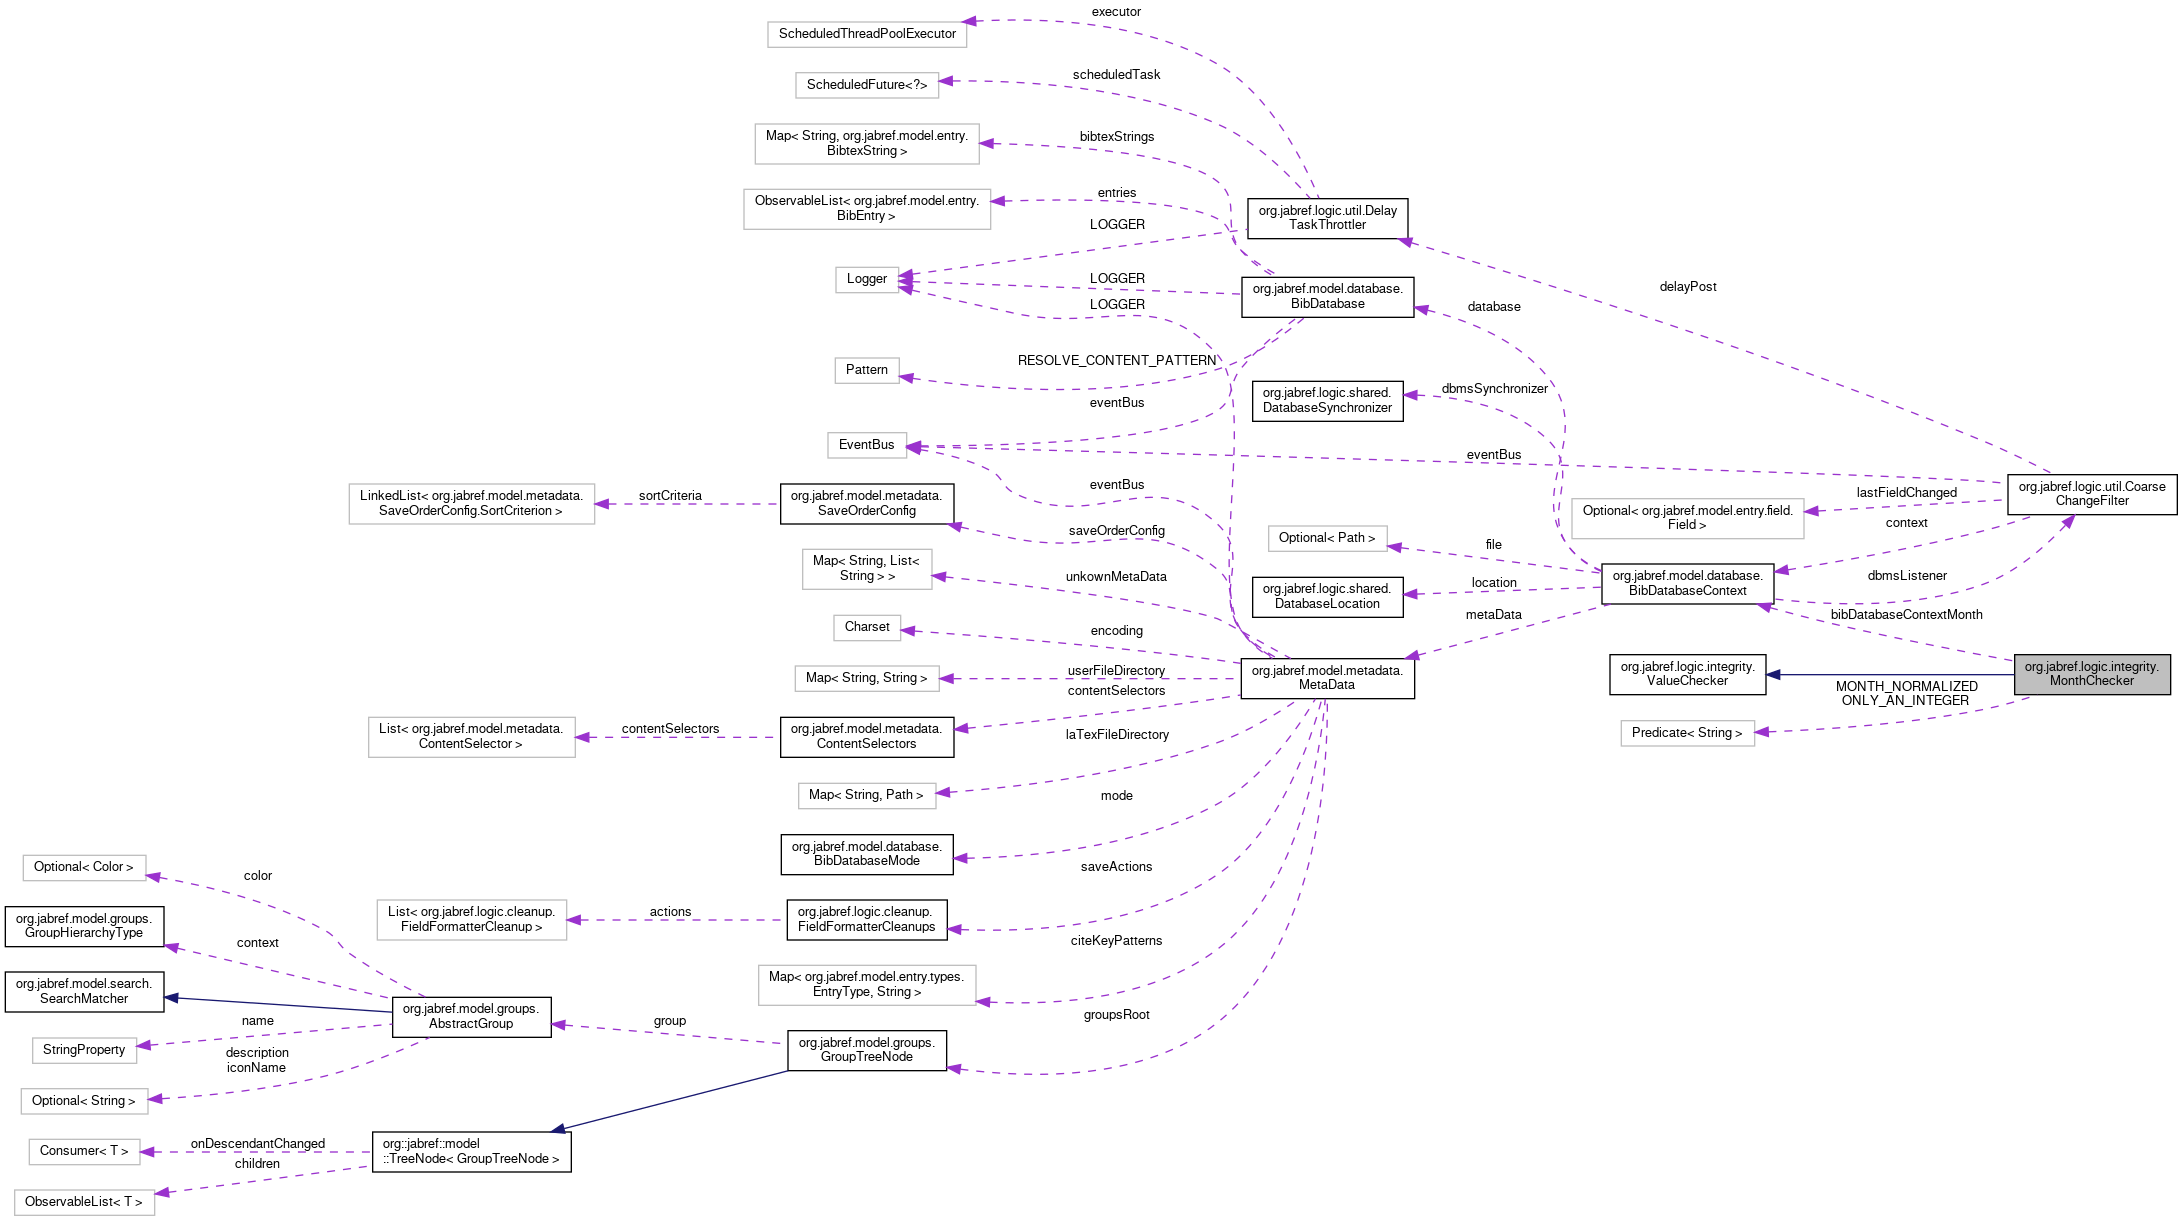 executor
ScheduledThreadPoolExecutor
scheduledTask
ScheduledFuture<?>
Map< String, org.jabref.model.entry.
BibtexString >
bibtexStrings
ObservableList< org.jabref.model.entry.
BibEntry >
entries
org.jabref.logic.util.Delay
TaskThrottler
LOGGER
Logger
LOGGER
LOGGER
org.jabref.model.database.
BibDatabase
delayPost
database
Pattern
RESOLVE_CONTENT_PATTERN
eventBus
org.jabref.logic.shared.
DatabaseSynchronizer
dbmsSynchronizer
EventBus
eventBus
eventBus
LinkedList< org.jabref.model.metadata.
SaveOrderConfig.SortCriterion >
sortCriteria
org.jabref.model.metadata.
SaveOrderConfig
saveOrderConfig
org.jabref.logic.util.Coarse
ChangeFilter
lastFieldChanged
Optional< org.jabref.model.entry.field.
Field >
context
Optional< Path >
file
Map< String, List<
String > >
unkownMetaData
org.jabref.logic.shared.
DatabaseLocation
location
org.jabref.model.database.
BibDatabaseContext
dbmsListener
bibDatabaseContextMonth
metaData
Charset
encoding
Map< String, String >
userFileDirectory
org.jabref.model.metadata.
MetaData
org.jabref.logic.integrity.
ValueChecker
org.jabref.logic.integrity.
MonthChecker
MONTH_NORMALIZED
ONLY_AN_INTEGER
Predicate< String >
contentSelectors
List< org.jabref.model.metadata.
ContentSelector >
contentSelectors
org.jabref.model.metadata.
ContentSelectors
laTexFileDirectory
Map< String, Path >
mode
org.jabref.model.database.
BibDatabaseMode
saveActions
Optional< Color >
color
List< org.jabref.logic.cleanup.
FieldFormatterCleanup >
actions
org.jabref.logic.cleanup.
FieldFormatterCleanups
org.jabref.model.groups.
GroupHierarchyType
context
citeKeyPatterns
Map< org.jabref.model.entry.types.
EntryType, String >
org.jabref.model.search.
SearchMatcher
org.jabref.model.groups.
AbstractGroup
name
StringProperty
group
groupsRoot
org.jabref.model.groups.
GroupTreeNode
description
iconName
Optional< String >
Consumer< T >
onDescendantChanged
org::jabref::model
::TreeNode< GroupTreeNode >
children
ObservableList< T >